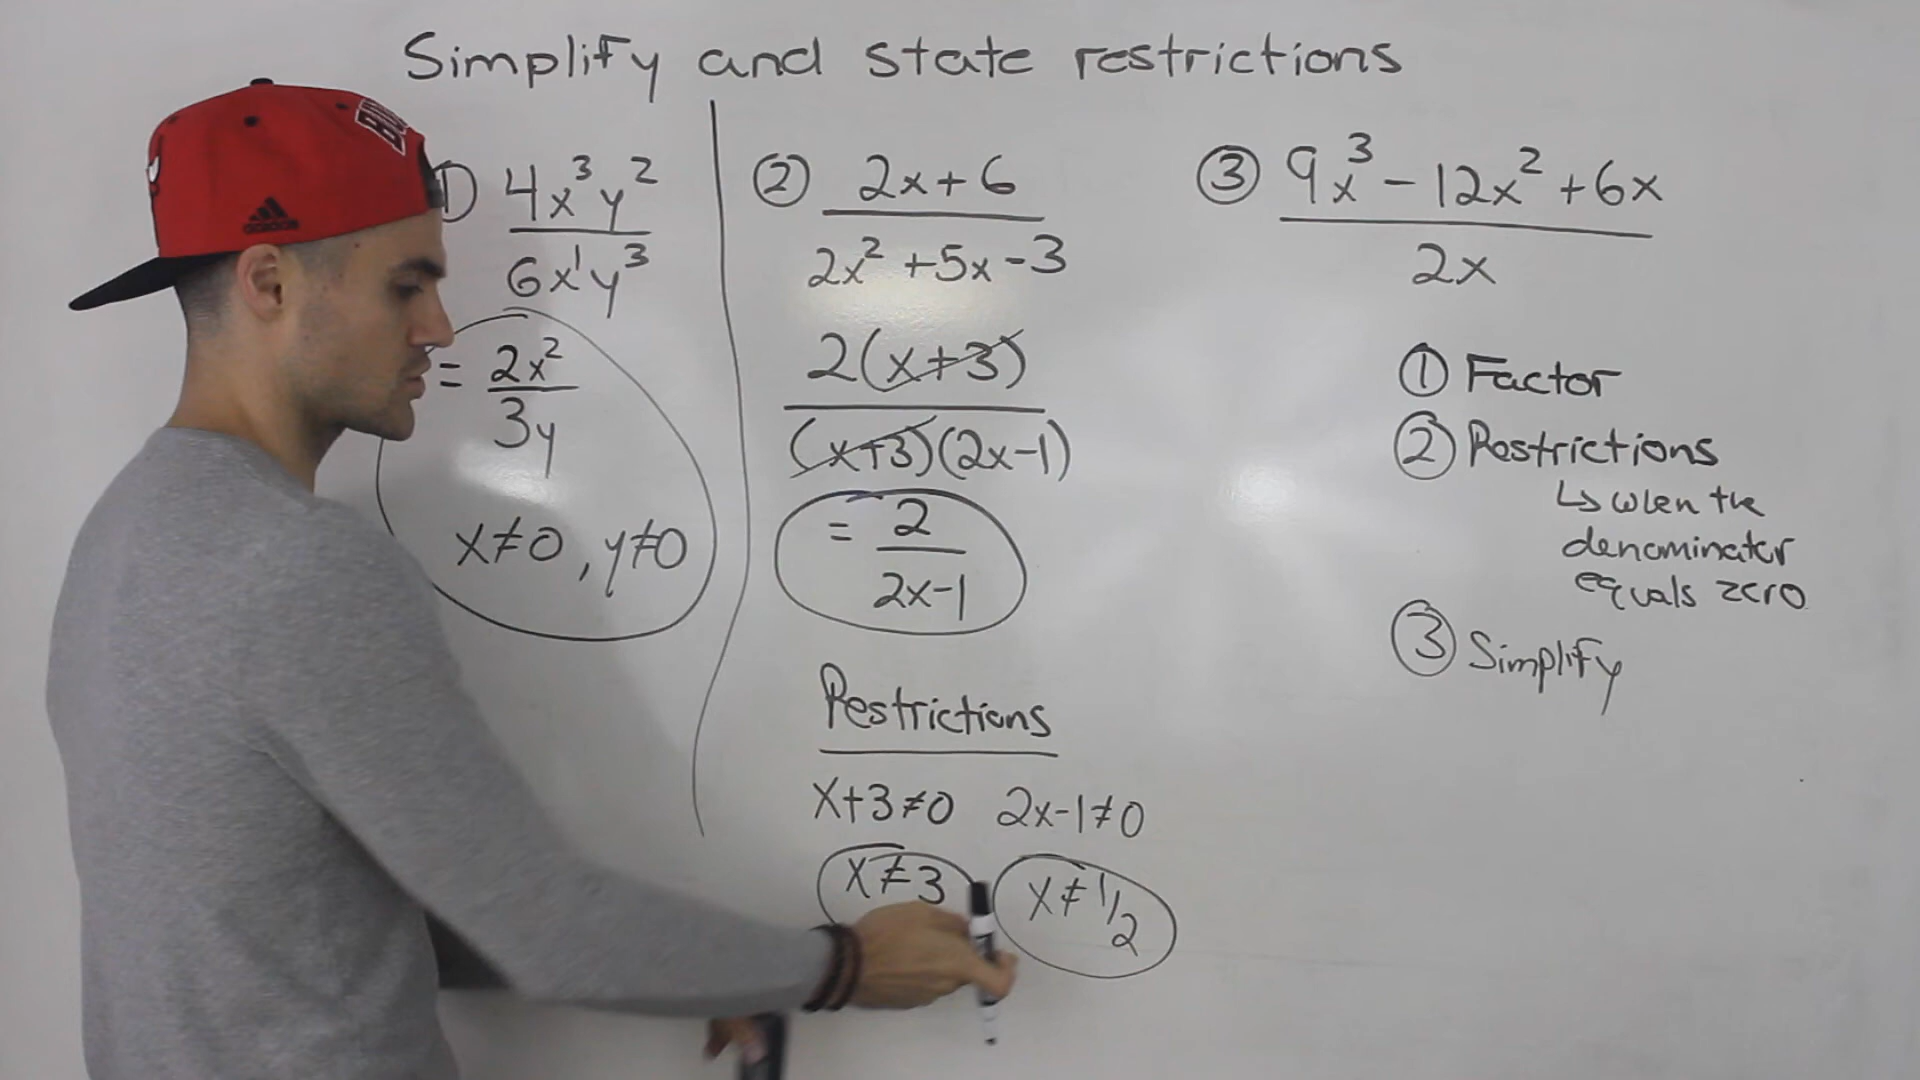 Simplify and state restrictions
1) 4x³y²
6x¹y³
= 2x²
3y
x≠0, y≠0
② 2x+6
2x²+5x-3
2(x+3)
(x+3)(2x-1)
= 2
2x-1
Restrictions
x+3≠0 2x-1≠0
x≠3 x≠1/2
③ 9x³-12x²+6x
2x
① Factor
② Restrictions
↳ when the
denominator
equals zero
③ Simplify
adidas